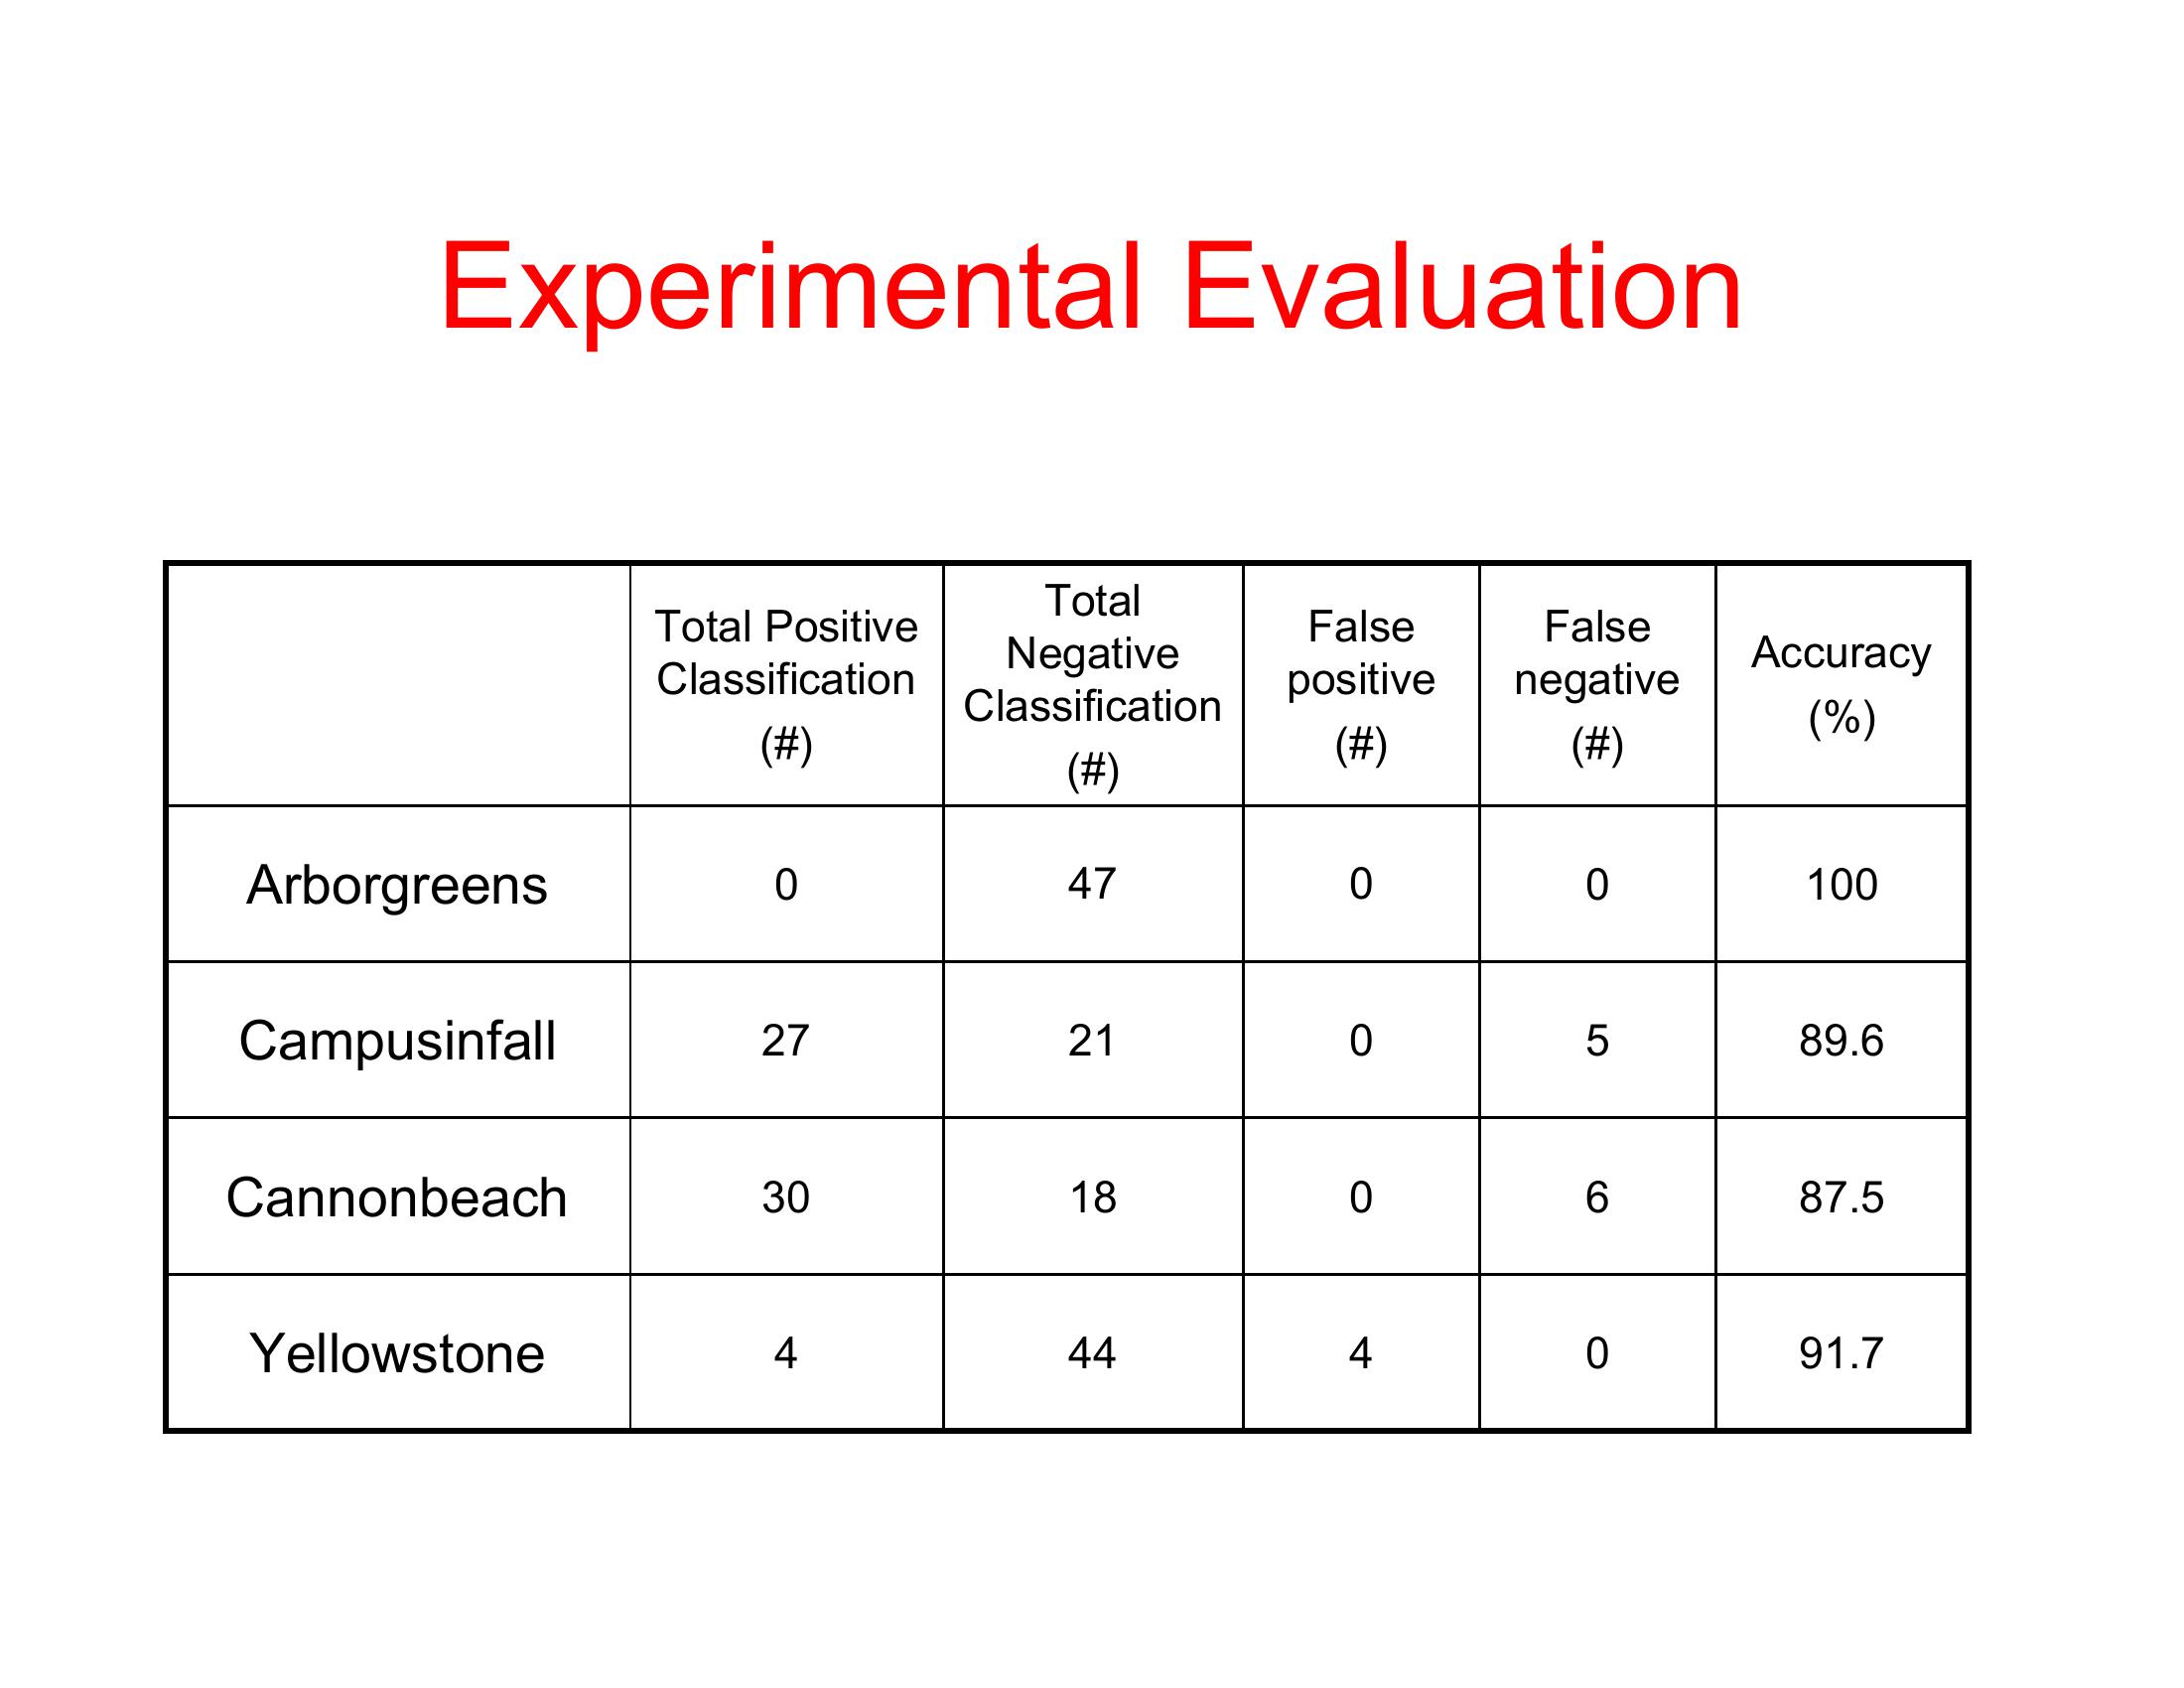 Experimental Evaluation
Total Positive
Classification
(#)
Total
Negative
Classification
(#)
False
positive
(#)
False
negative
(#)
Accuracy
(%)
Arborgreens 0 47 0 0 100
Campusinfall 27 21 0 5 89.6
Cannonbeach 30 18 0 6 87.5
Yellowstone 4 44 4 0 91.7